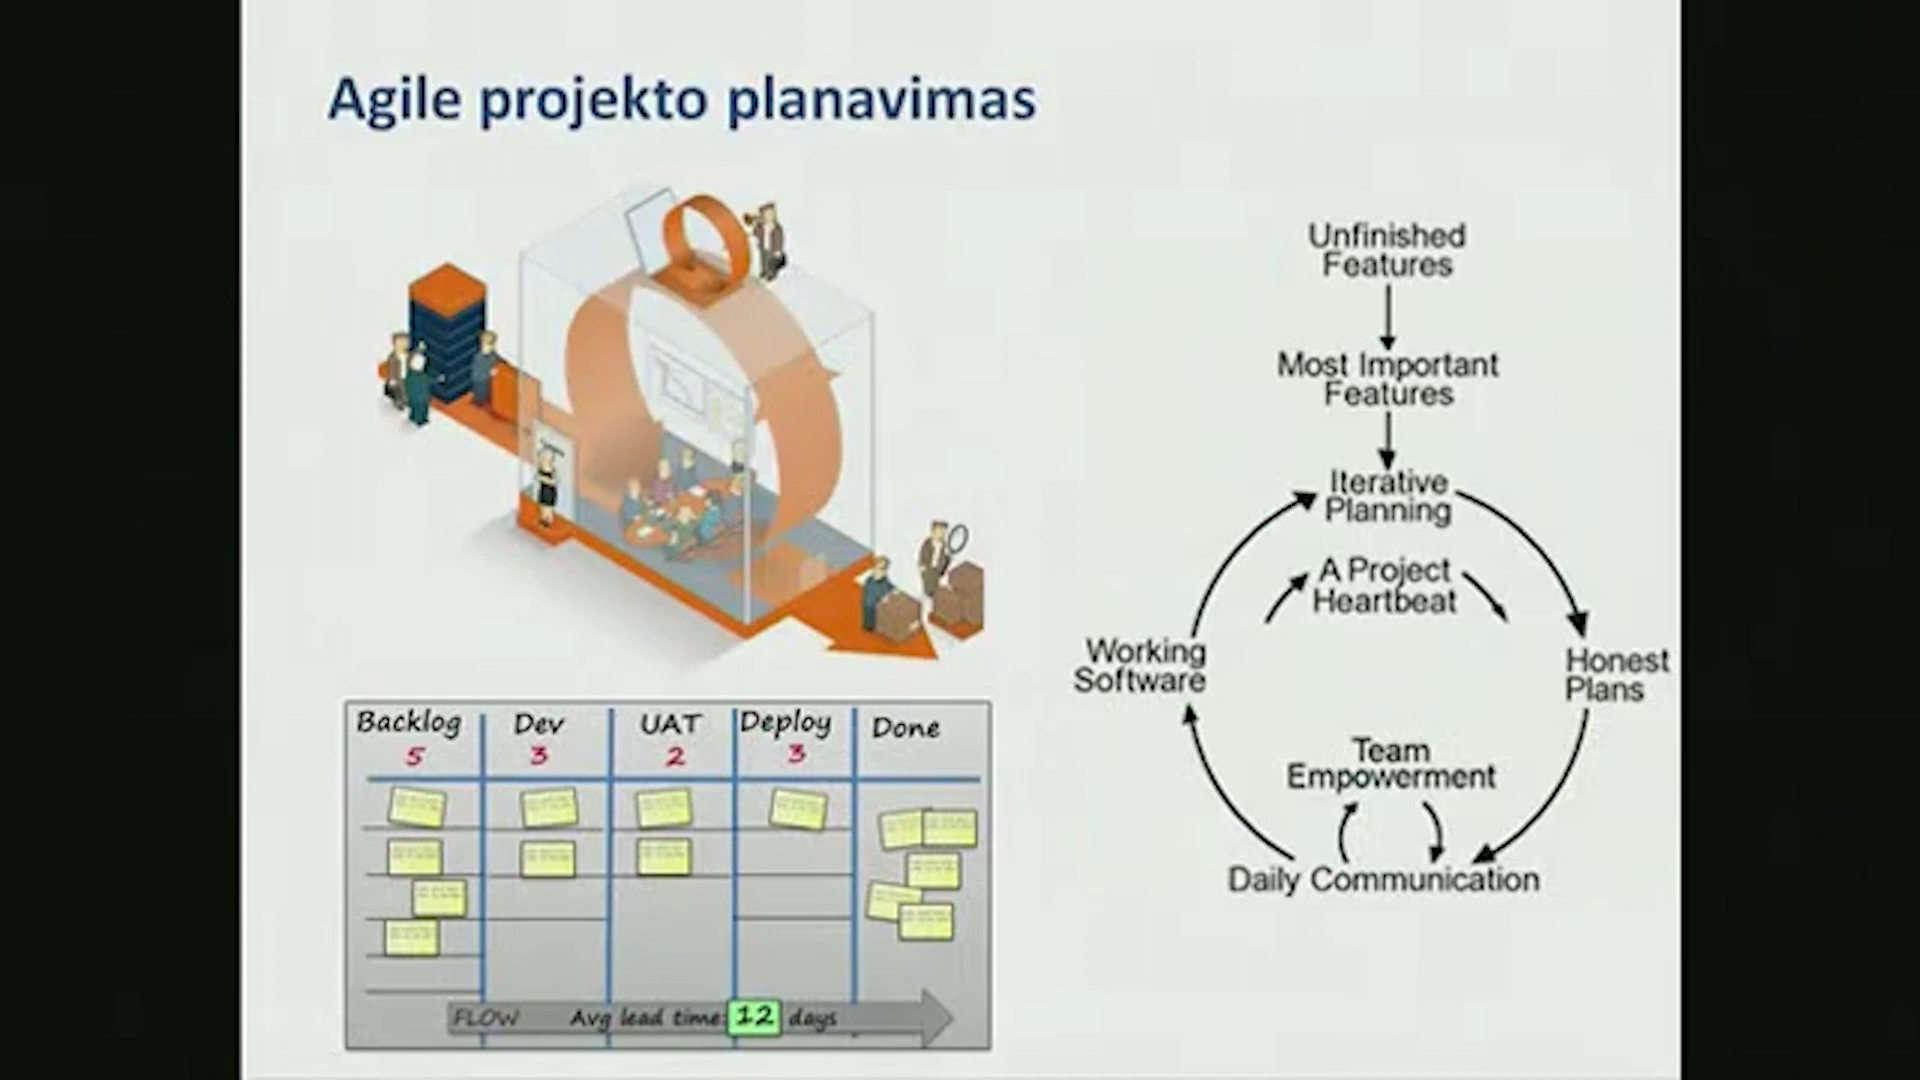 Agile projekto planavimas
Unfinished
Features
Most Important
Features
Iterative
Planning
A Project
Heartbeat
Working
Software
Honest
Plans
Team
Empowerment
Daily Communication
Backlog Dev UAT Deploy Done
5 3 2 3
FLOW Avg lead time: 12 days